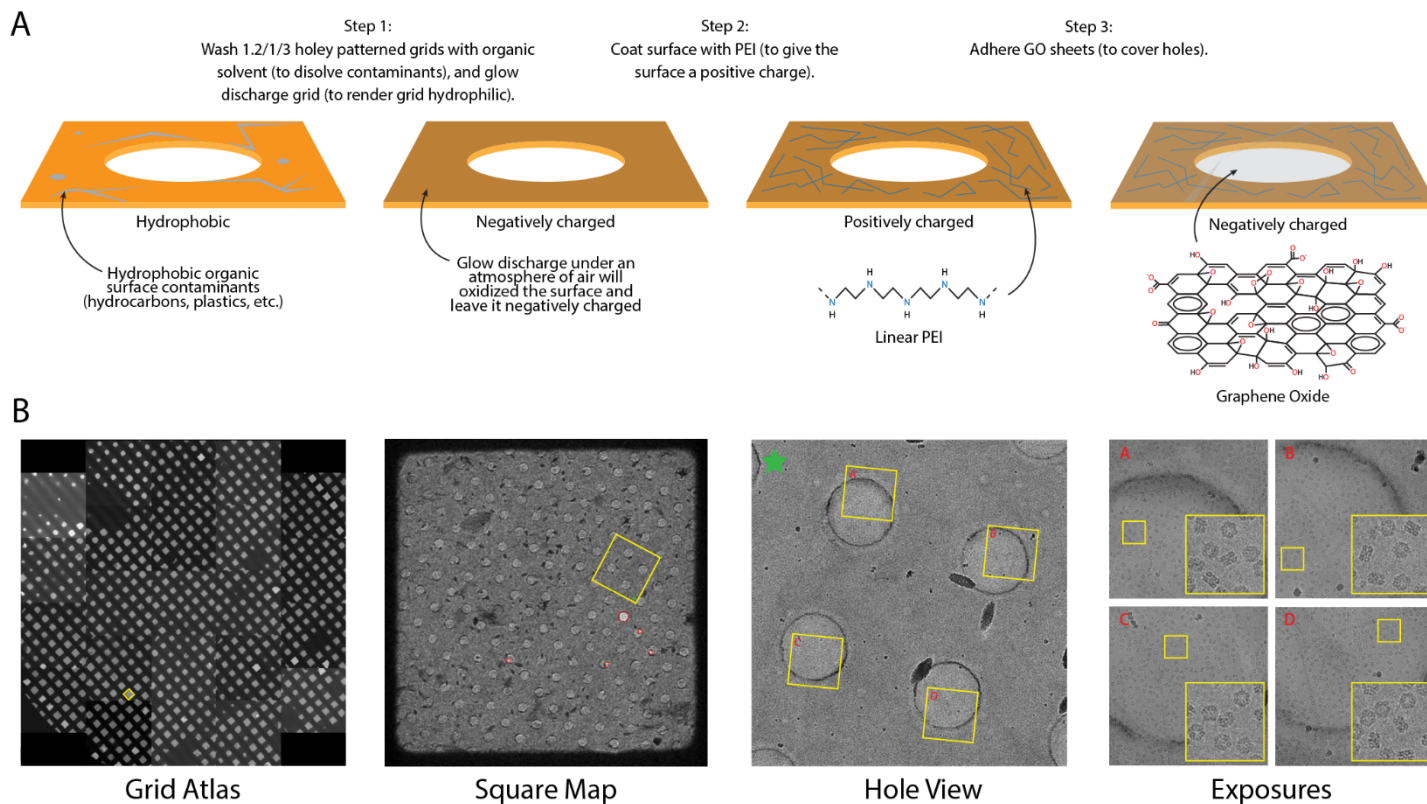 A
Step 1:
Wash 1.2/1/3 holey patterned grids with organic
solvent (to disolve contaminants), and glow
discharge grid (to render grid hydrophilic).
Step 2:
Coat surface with PEI (to give the
surface a positive charge).
Step 3:
Adhere GO sheets (to cover holes).
Hydrophobic
Negatively charged
Positively charged
Negatively charged
Hydrophobic organic
surface contaminants
(hydrocarbons, plastics, etc.)
Glow discharge under an
atmosphere of air will
oxidized the surface and
leave it negatively charged
H H
N N N N N
H H H
Linear PEI
Graphene Oxide
B
A
B
C
D
Grid Atlas
Square Map
Hole View
Exposures